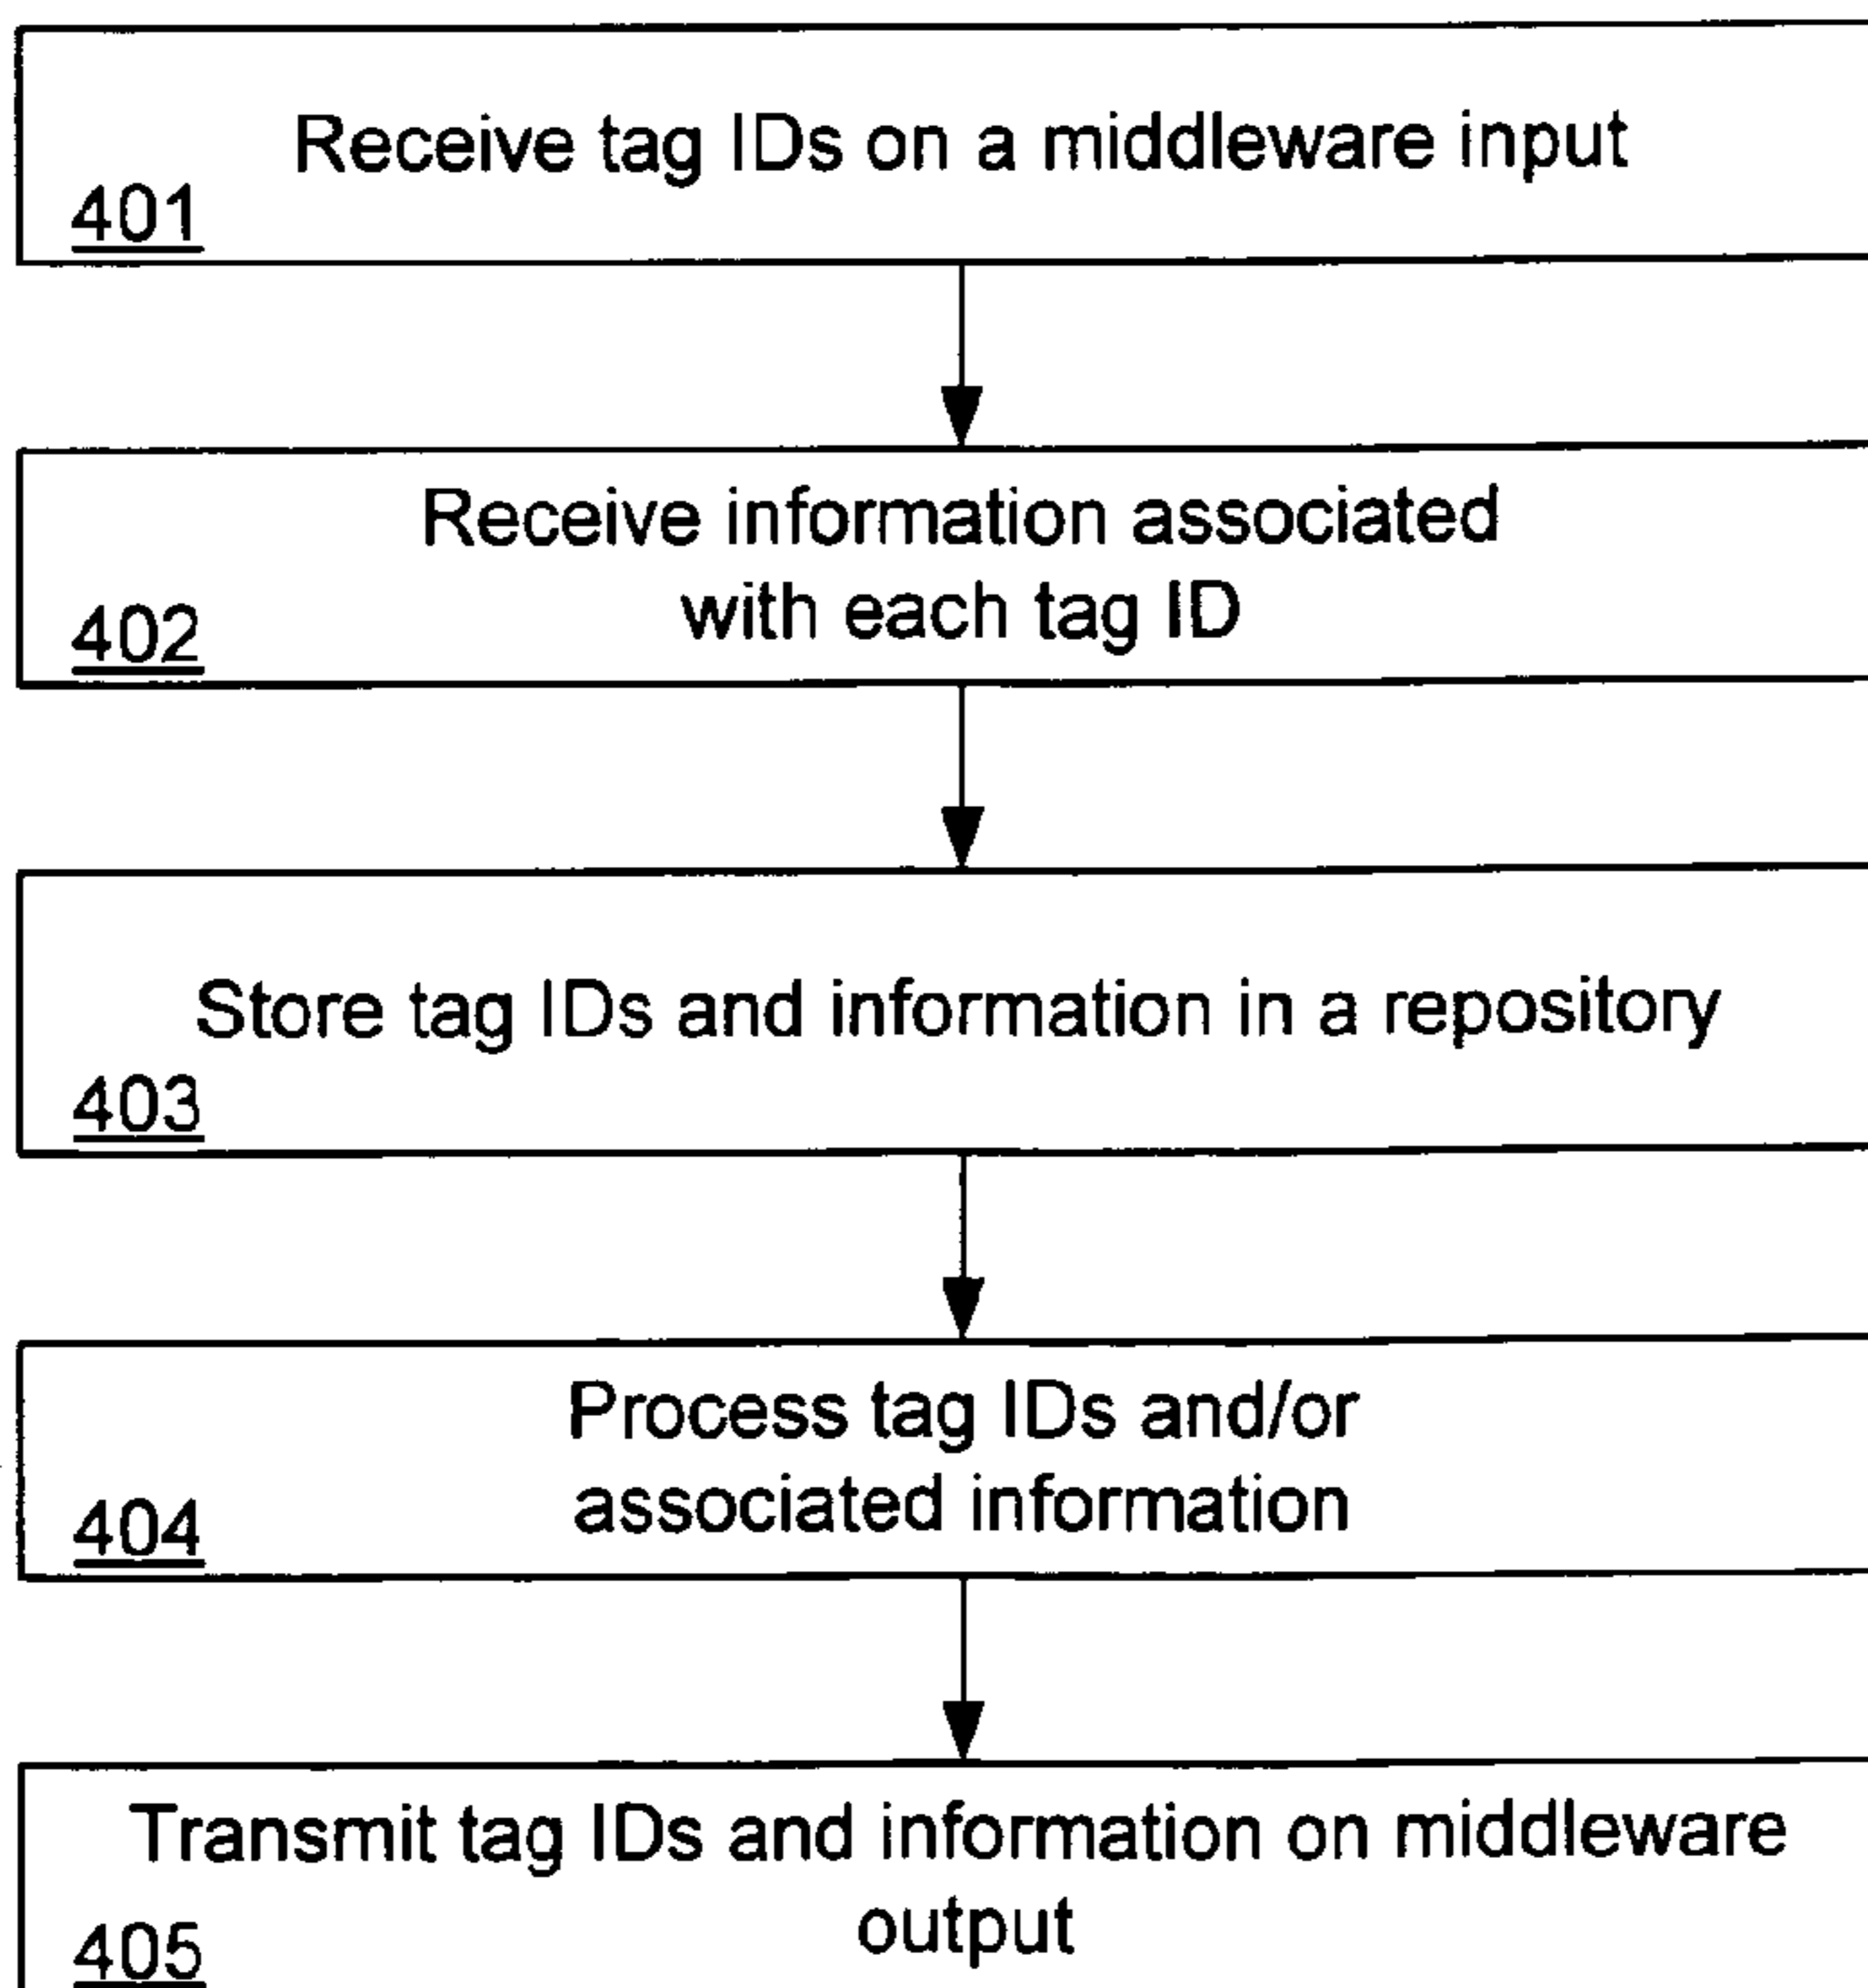 Receive tag IDs on a middleware input
401
Receive information associated
with each tag ID
402
Store tag IDs and information in a repository
403
Process tag IDs and/or
associated information
404
Transmit tag IDs and information on middleware
output
405